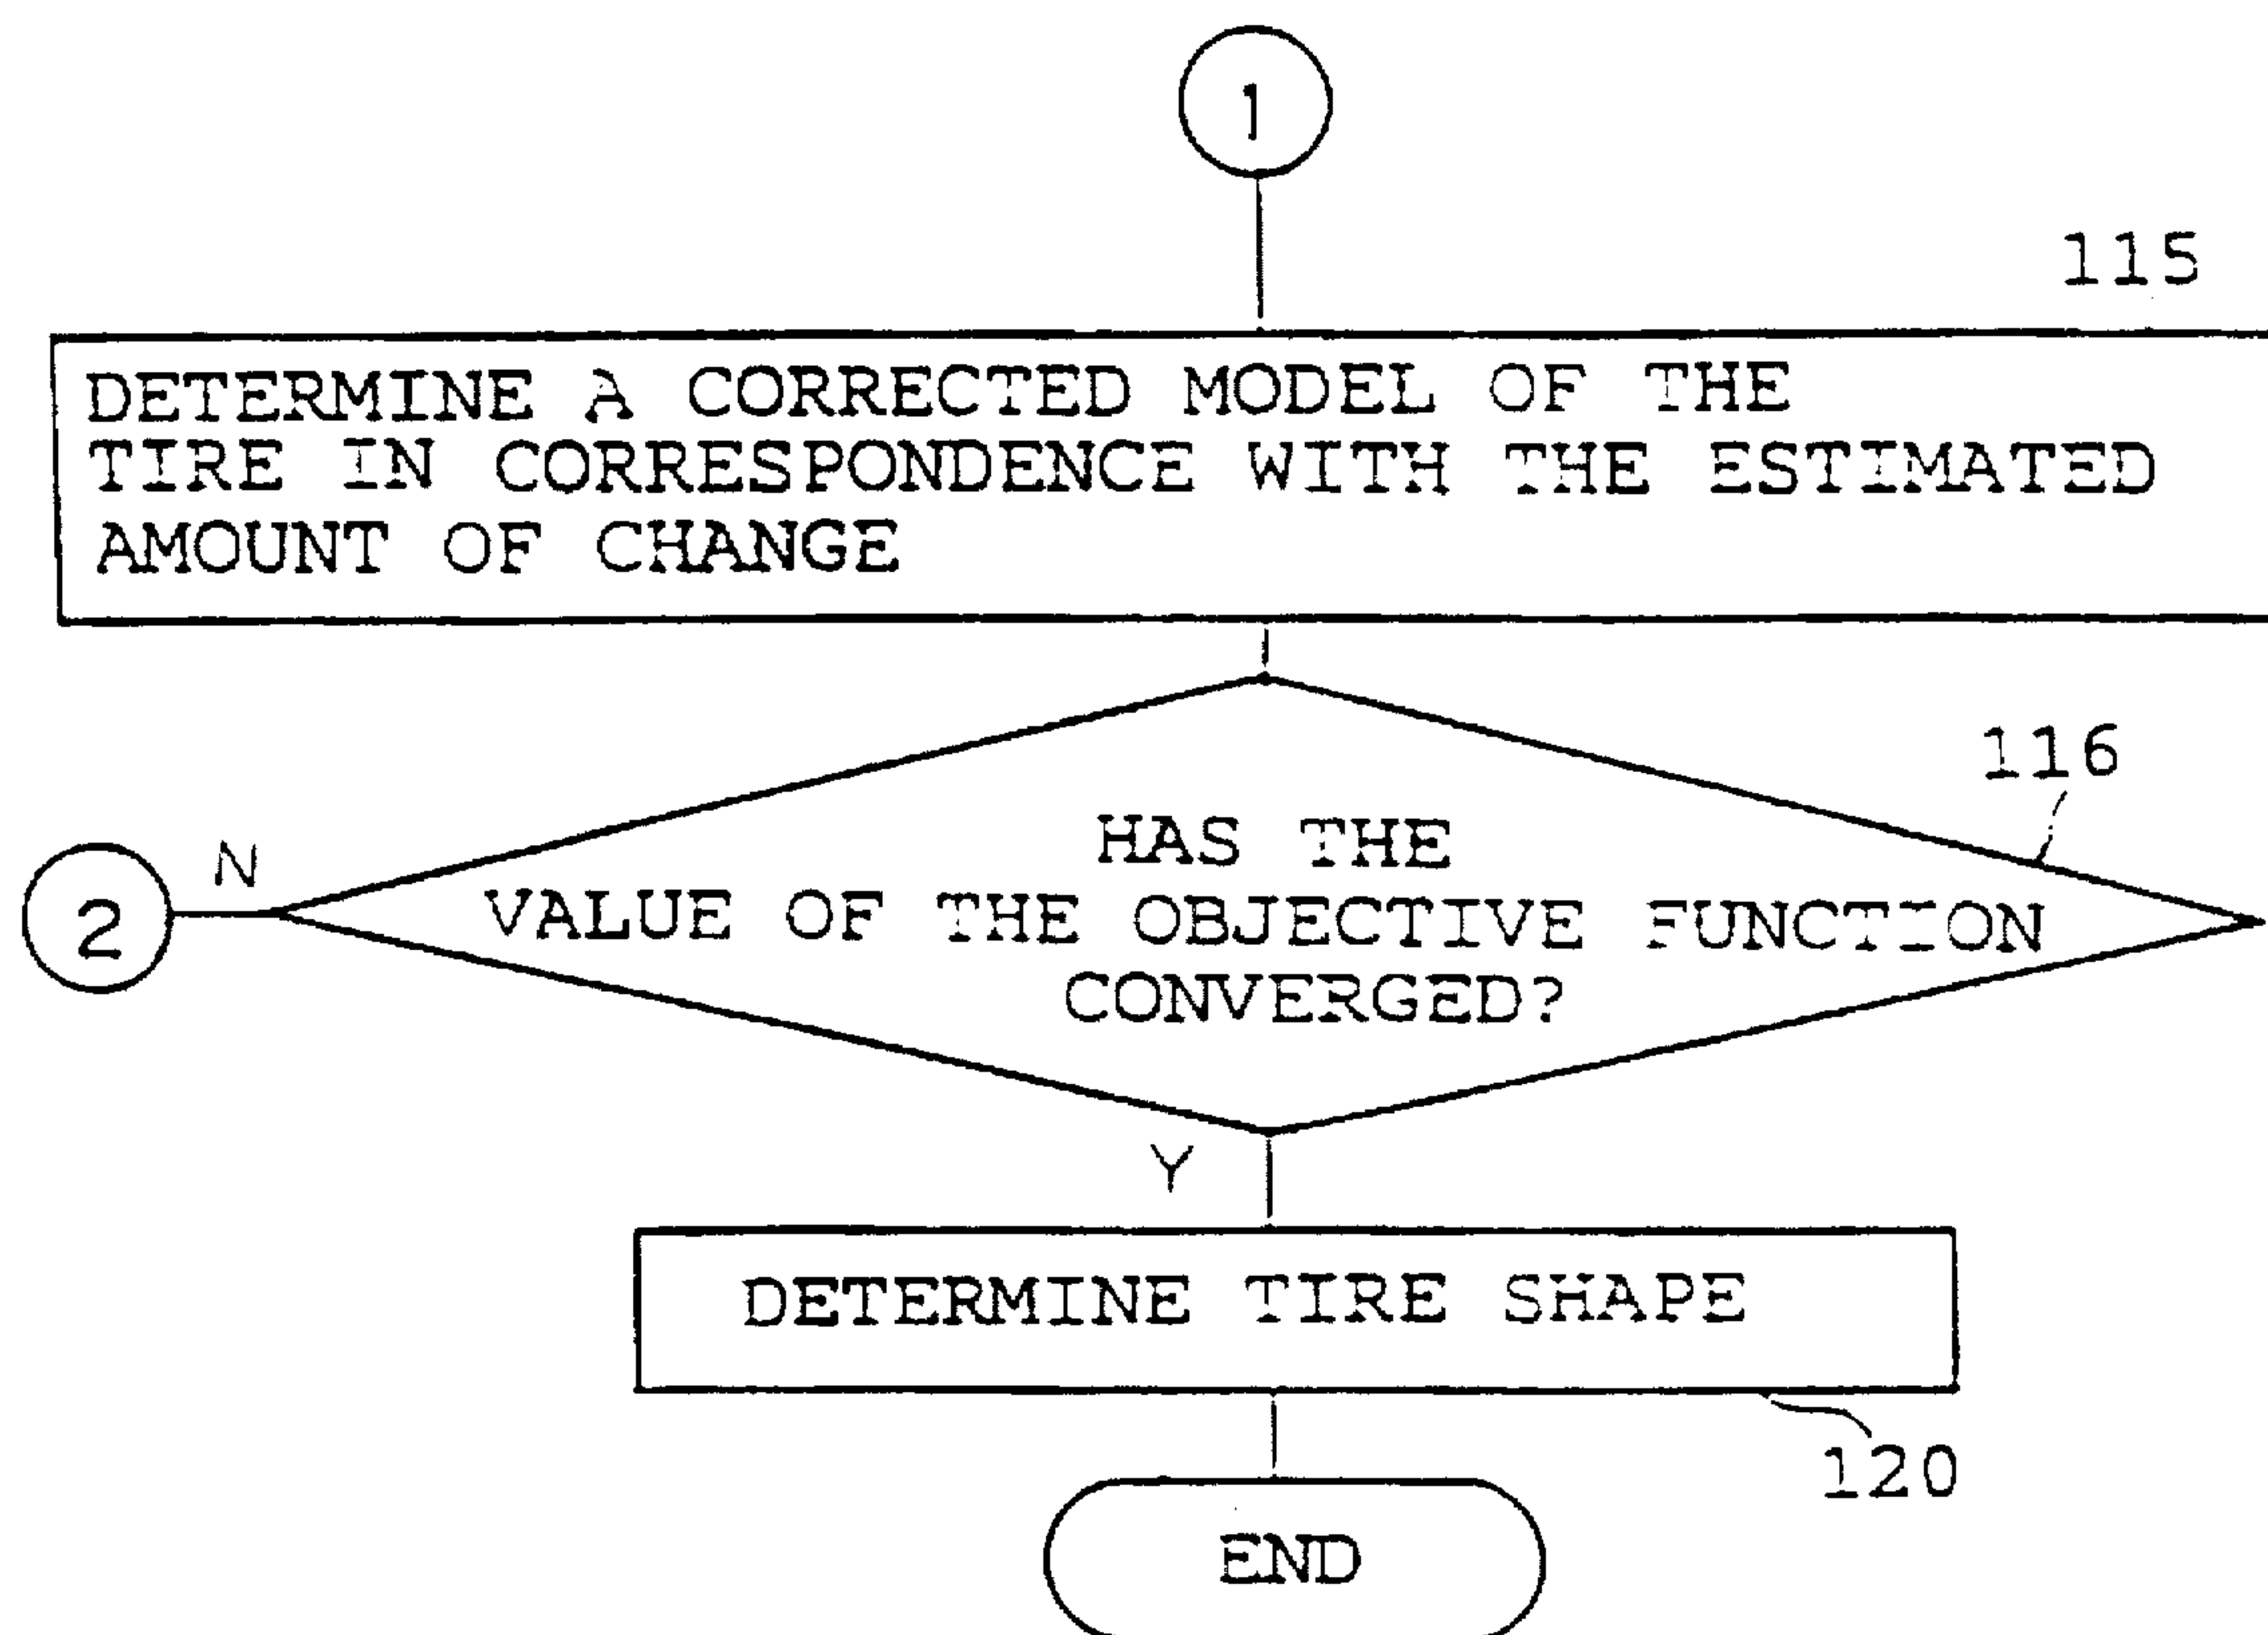 1
115
DETERMINE A CORRECTED MODEL OF THE
TIRE IN CORRESPONDENCE WITH THE ESTIMATED
AMOUNT OF CHANGE
116
HAS THE
N
2
VALUE OF THE OBJECTIVE FUNCTION
CONVERGED?
Y
DETERMINE TIRE SHAPE
120
END